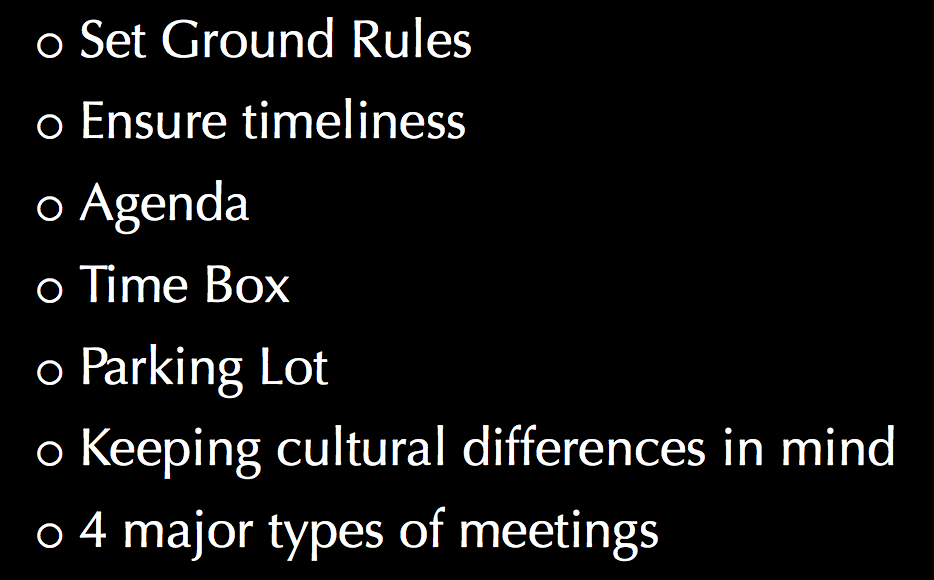 ○ Set Ground Rules
○ Ensure timeliness
○ Agenda
○ Time Box
○ Parking Lot
○ Keeping cultural differences in mind
○ 4 major types of meetings